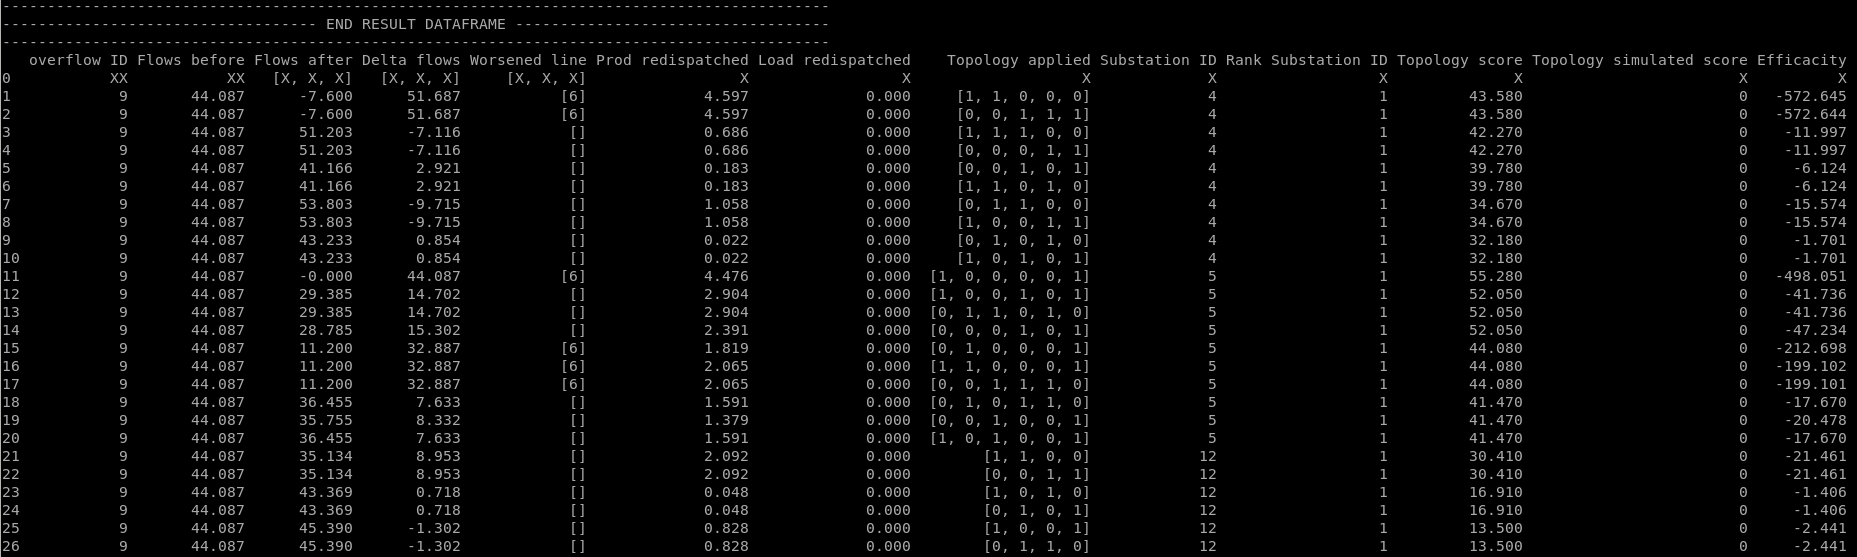 --------------------------------------------------------------------------------------------
----------------------------------- END RESULT DATAFRAME -----------------------------------
--------------------------------------------------------------------------------------------
   overflow ID Flows before Flows after Delta flows Worsened line Prod redispatched Load redispatched    Topology applied Substation ID Rank Substation ID Topology score Topology simulated score Efficacity
0 XX XX [X, X, X] [X, X, X] [X, X, X] X X X X X X X X
1 9 44.087 -7.600 51.687 [6] 4.597 0.000 [1, 1, 0, 0, 0] 4 1 43.580 0 -572.645
2 9 44.087 -7.600 51.687 [6] 4.597 0.000 [0, 0, 1, 1, 1] 4 1 43.580 0 -572.644
3 9 44.087 51.203 -7.116 [] 0.686 0.000 [1, 1, 1, 0, 0] 4 1 42.270 0 -11.997
4 9 44.087 51.203 -7.116 [] 0.686 0.000 [0, 0, 0, 1, 1] 4 1 42.270 0 -11.997
5 9 44.087 41.166 2.921 [] 0.183 0.000 [0, 0, 1, 0, 1] 4 1 39.780 0 -6.124
6 9 44.087 41.166 2.921 [] 0.183 0.000 [1, 1, 0, 1, 0] 4 1 39.780 0 -6.124
7 9 44.087 53.803 -9.715 [] 1.058 0.000 [0, 1, 1, 0, 0] 4 1 34.670 0 -15.574
8 9 44.087 53.803 -9.715 [] 1.058 0.000 [1, 0, 0, 1, 1] 4 1 34.670 0 -15.574
9 9 44.087 43.233 0.854 [] 0.022 0.000 [0, 1, 0, 1, 0] 4 1 32.180 0 -1.701
10 9 44.087 43.233 0.854 [] 0.022 0.000 [1, 0, 1, 0, 1] 4 1 32.180 0 -1.701
11 9 44.087 -0.000 44.087 [6] 4.476 0.000 [1, 0, 0, 0, 0, 1] 5 1 55.280 0 -498.051
12 9 44.087 29.385 14.702 [] 2.904 0.000 [1, 0, 0, 1, 0, 1] 5 1 52.050 0 -41.736
13 9 44.087 29.385 14.702 [] 2.904 0.000 [0, 1, 1, 0, 1, 0] 5 1 52.050 0 -41.736
14 9 44.087 28.785 15.302 [] 2.391 0.000 [0, 0, 0, 1, 0, 1] 5 1 52.050 0 -47.234
15 9 44.087 11.200 32.887 [6] 1.819 0.000 [0, 1, 0, 0, 0, 1] 5 1 44.080 0 -212.698
16 9 44.087 11.200 32.887 [6] 2.065 0.000 [1, 1, 0, 0, 0, 1] 5 1 44.080 0 -199.102
17 9 44.087 11.200 32.887 [6] 2.065 0.000 [0, 0, 1, 1, 1, 0] 5 1 44.080 0 -199.101
18 9 44.087 36.455 7.633 [] 1.591 0.000 [0, 1, 0, 1, 1, 0] 5 1 41.470 0 -17.670
19 9 44.087 35.755 8.332 [] 1.379 0.000 [0, 0, 1, 0, 0, 1] 5 1 41.470 0 -20.478
20 9 44.087 36.455 7.633 [] 1.591 0.000 [1, 0, 1, 0, 0, 1] 5 1 41.470 0 -17.670
21 9 44.087 35.134 8.953 [] 2.092 0.000 [1, 1, 0, 0] 12 1 30.410 0 -21.461
22 9 44.087 35.134 8.953 [] 2.092 0.000 [0, 0, 1, 1] 12 1 30.410 0 -21.461
23 9 44.087 43.369 0.718 [] 0.048 0.000 [1, 0, 1, 0] 12 1 16.910 0 -1.406
24 9 44.087 43.369 0.718 [] 0.048 0.000 [0, 1, 0, 1] 12 1 16.910 0 -1.406
25 9 44.087 45.390 -1.302 [] 0.828 0.000 [1, 0, 0, 1] 12 1 13.500 0 -2.441
26 9 44.087 45.390 -1.302 [] 0.828 0.000 [0, 1, 1, 0] 12 1 13.500 0 -2.441